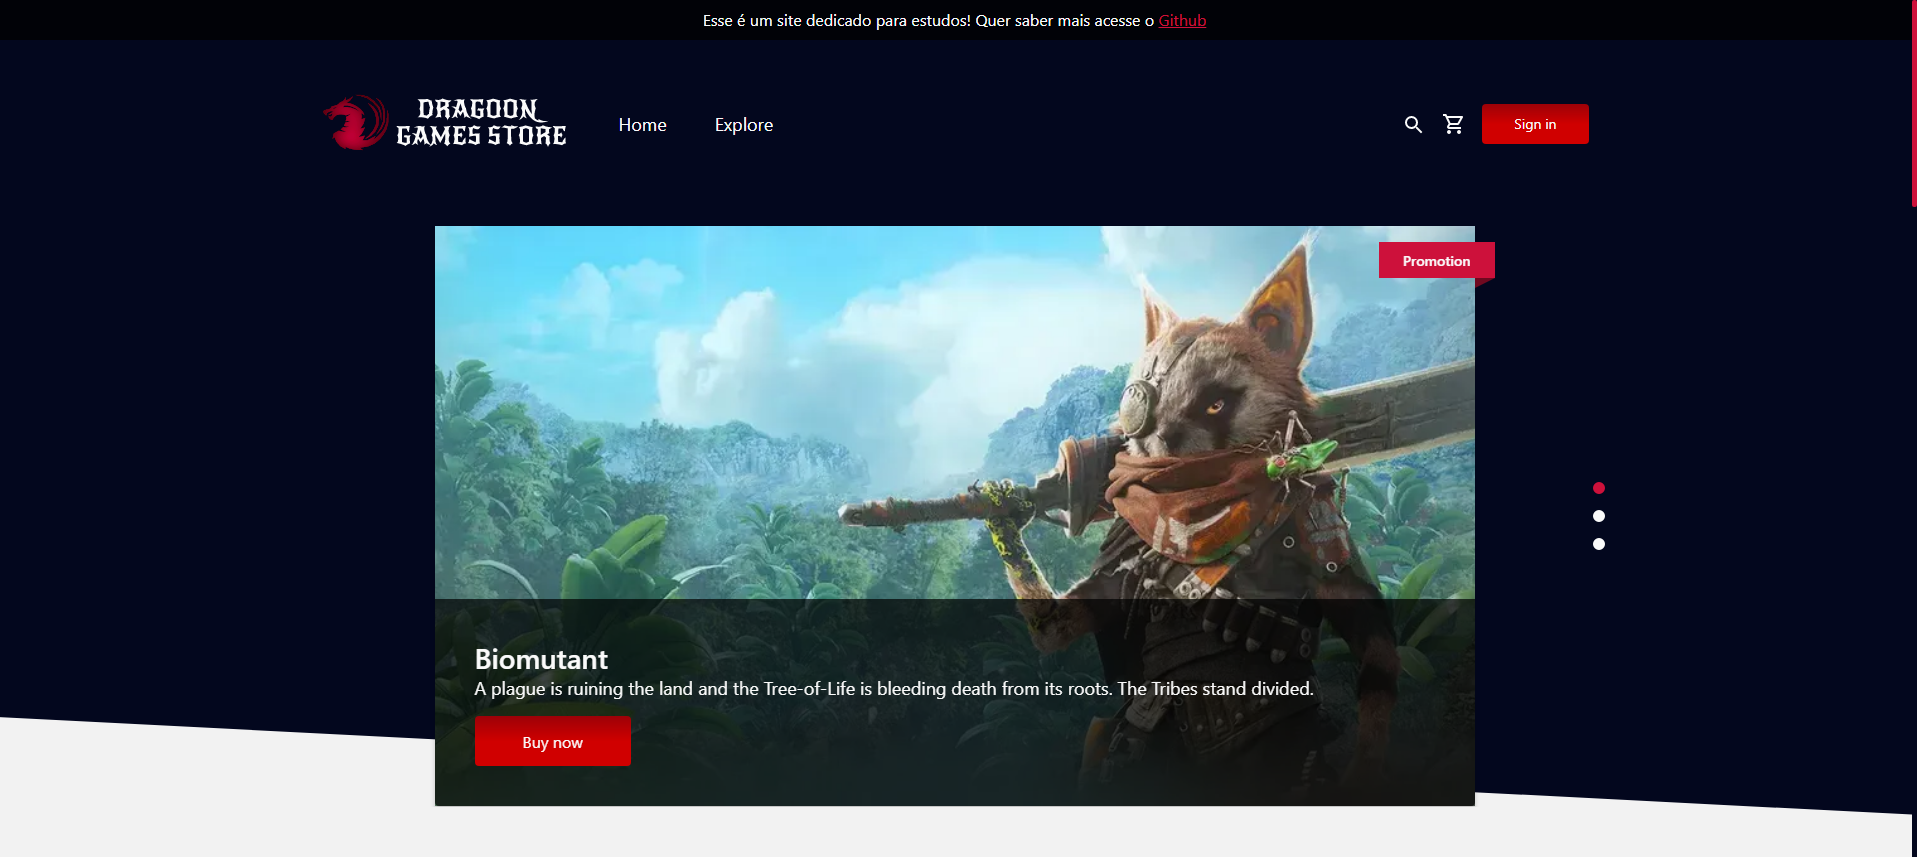 Esse é um site dedicado para estudos! Quer saber mais acesse o Github
DRAGOON
GAMES STORE
Home
Explore
Sign in
Promotion
Biomutant
A plague is ruining the land and the Tree-of-Life is bleeding death from its roots. The Tribes stand divided.
Buy now